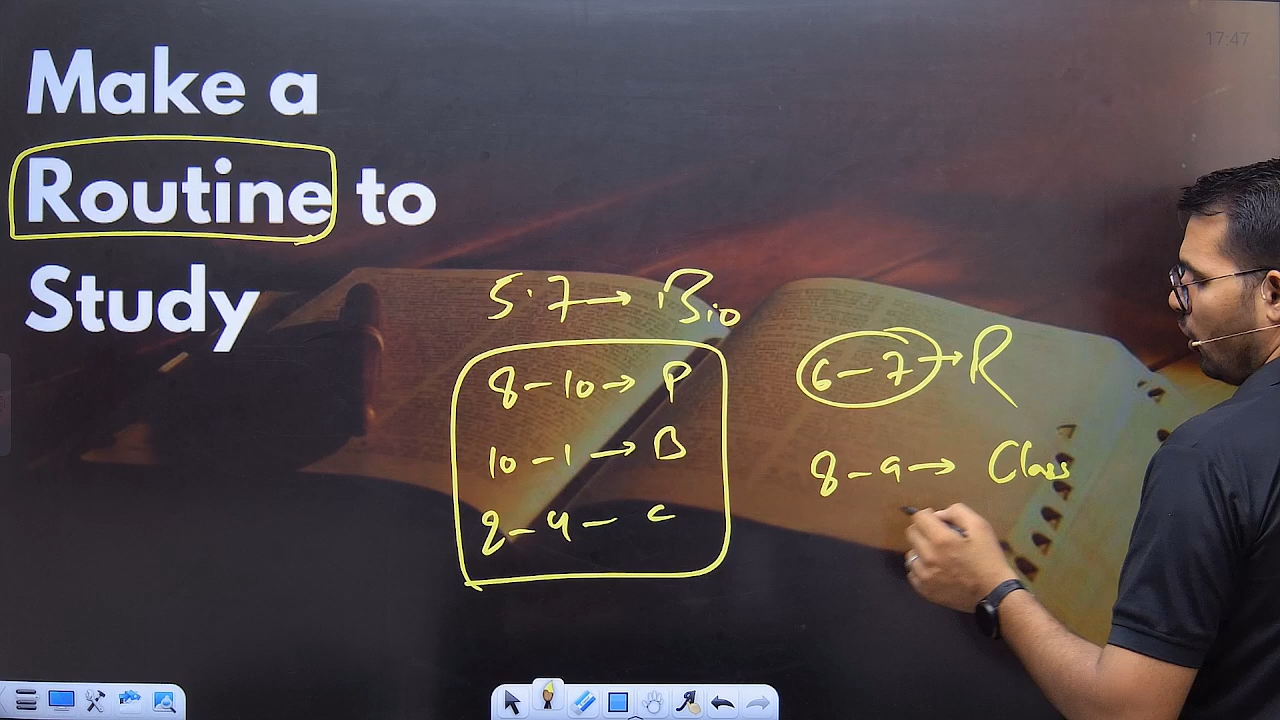 17:47
Make a
Routine to
Study
5-7 → Bio
8-10 → P
10-1 → B
2-4 - C
6-7 → R
8-9 → Class